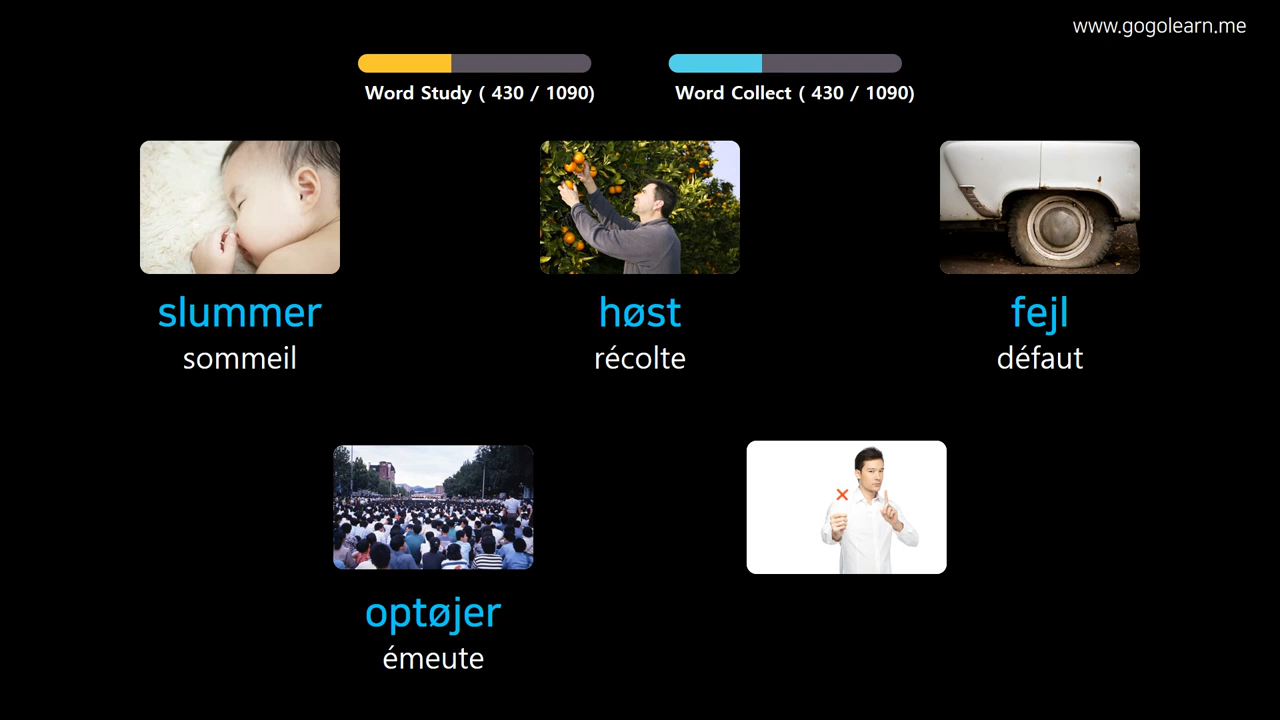 www.gogolearn.me
Word Study ( 430 / 1090)
Word Collect ( 430 / 1090)
slummer
sommeil
høst
récolte
fejl
défaut
optøjer
émeute